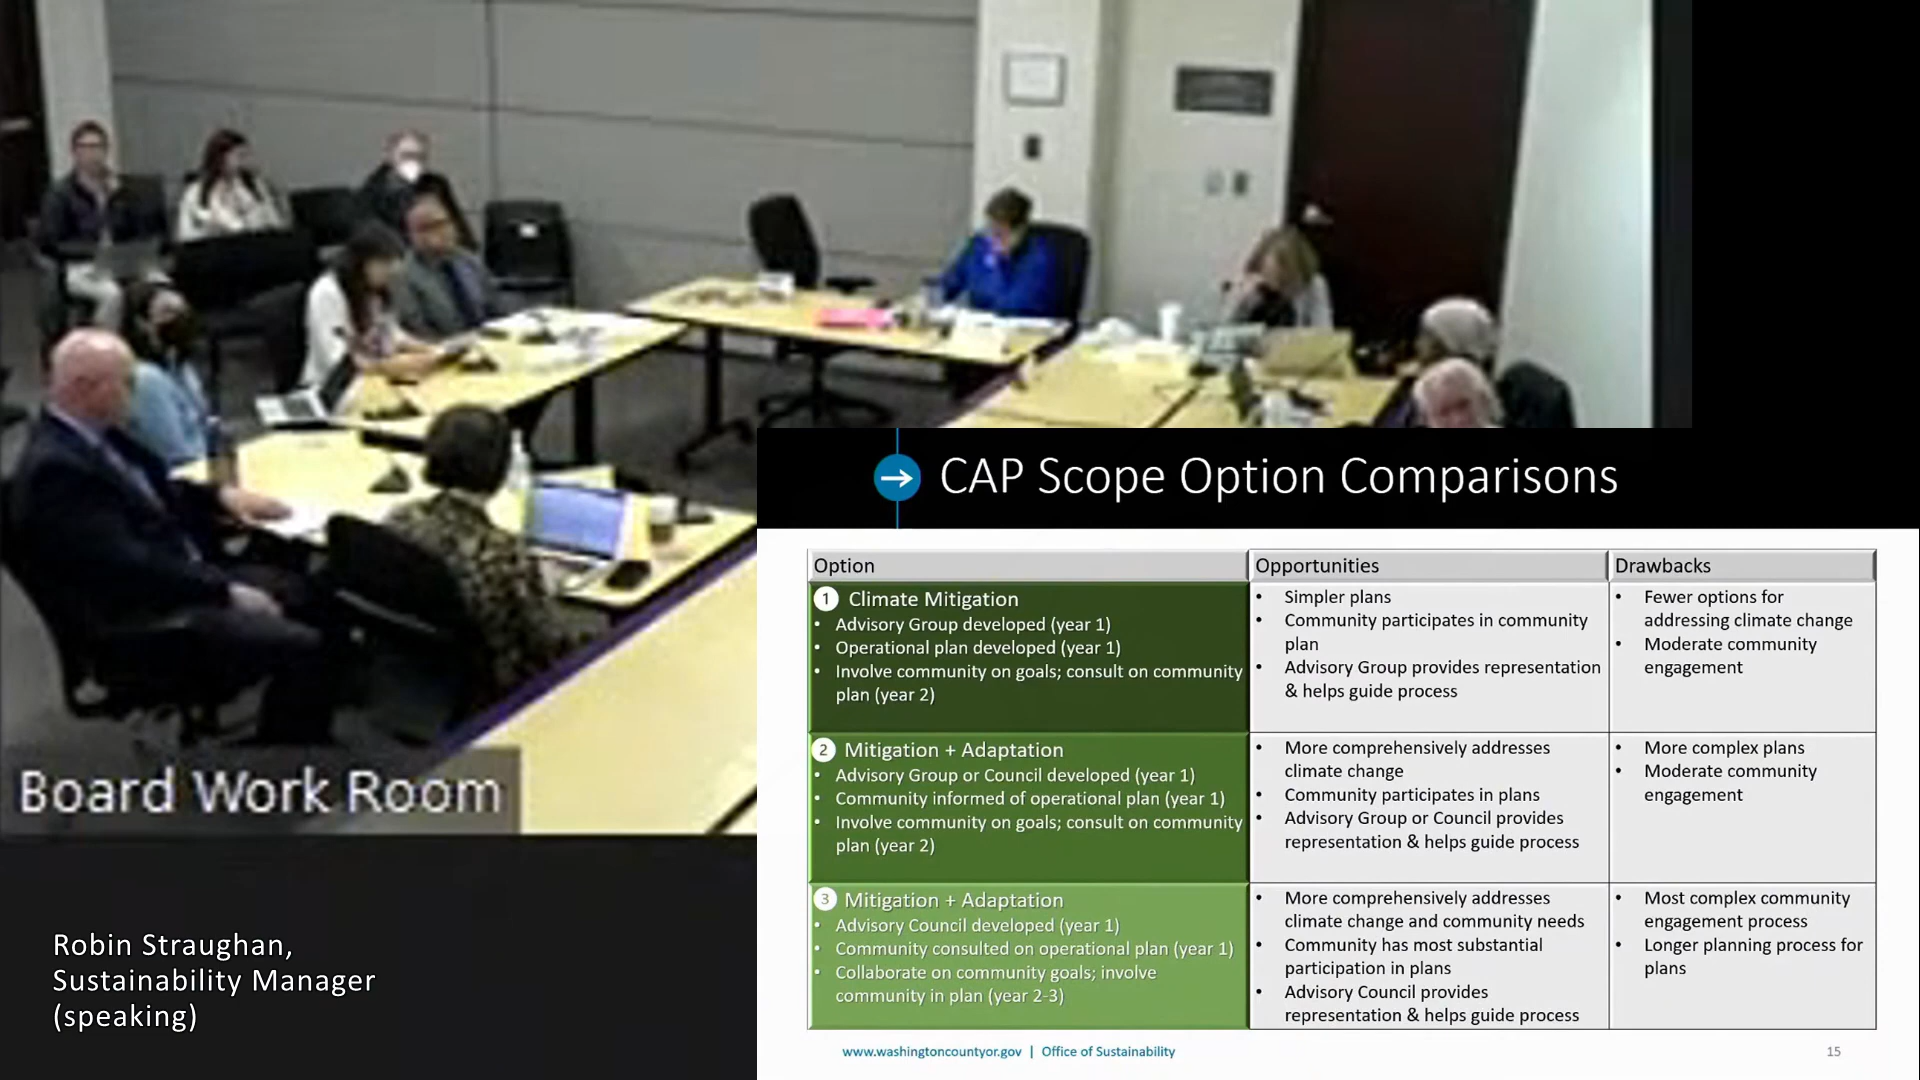 Board Work Room
Robin Straughan,
Sustainability Manager
(speaking)
CAP Scope Option Comparisons
Option
Opportunities
Drawbacks
1 Climate Mitigation
• Advisory Group developed (year 1)
• Operational plan developed (year 1)
• Involve community on goals; consult on community
plan (year 2)
• Simpler plans
• Community participates in community
plan
• Advisory Group provides representation
& helps guide process
• Fewer options for
addressing climate change
• Moderate community
engagement
2 Mitigation + Adaptation
• Advisory Group or Council developed (year 1)
• Community informed of operational plan (year 1)
• Involve community on goals; consult on community
plan (year 2)
• More comprehensively addresses
climate change
• Community participates in plans
• Advisory Group or Council provides
representation & helps guide process
• More complex plans
• Moderate community
engagement
3 Mitigation + Adaptation
• Advisory Council developed (year 1)
• Community consulted on operational plan (year 1)
• Collaborate on community goals; involve
community in plan (year 2-3)
• More comprehensively addresses
climate change and community needs
• Community has most substantial
participation in plans
• Advisory Council provides
representation & helps guide process
• Most complex community
engagement process
• Longer planning process for
plans
www.washingtoncountyor.gov | Office of Sustainability
15